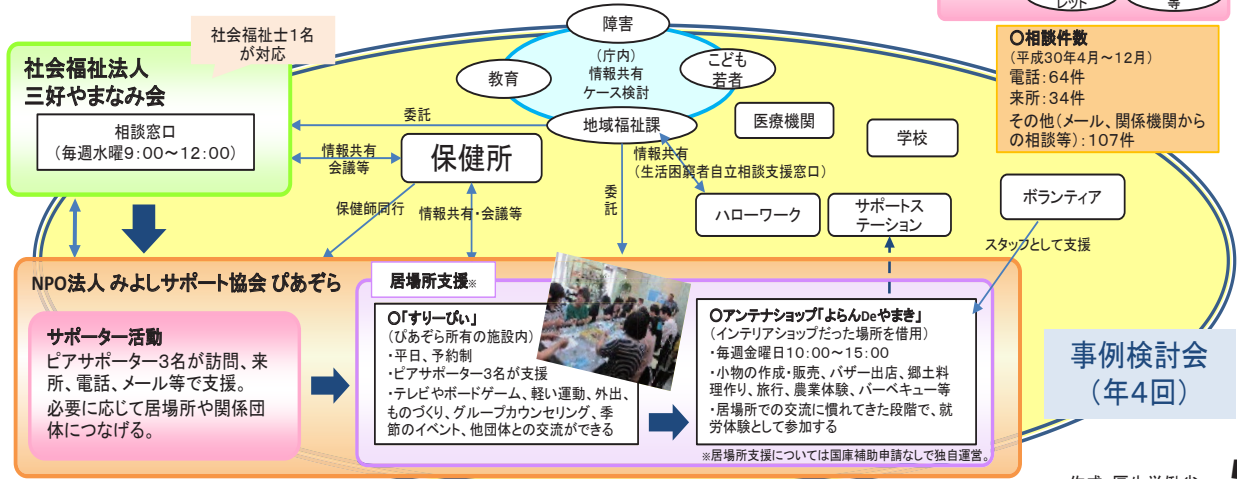 レット
等
社会福祉士1名
が対応
社会福祉法人
三好やまなみ会
相談窓口
(毎週水曜9:00～12:00)
障害
(庁内)
情報共有
ケース検討
教育
こども
若者
地域福祉課
委託
情報共有
会議等
保健所
医療機関
学校
情報共有
(生活困窮者自立相談支援窓口)
委託
保健師同行
情報共有・会議等
ハローワーク
サポートス
テーション
ボランティア
スタッフとして支援
〇相談件数
(平成30年4月～12月)
電話:64件
来所:34件
その他(メール、関係機関から
の相談等):107件
NPO法人 みよしサポート協会 ぴあぞら
サポーター活動
ピアサポーター3名が訪問、来
所、電話、メール等で支援。
必要に応じて居場所や関係団
体につなげる。
居場所支援※
〇「すりーぴぃ」
(ぴあぞら所有の施設内)
・平日、予約制
・ピアサポーター3名が支援
・テレビやボードゲーム、軽い運動、外出、
ものづくり、グループカウンセリング、季
節のイベント、他団体との交流ができる
〇アンテナショップ「よらんDeやまき」
(インテリアショップだった場所を借用)
・毎週金曜日10:00～15:00
・小物の作成・販売、バザー出店、郷土料
理作り、旅行、農業体験、バーベキュー等
・居場所での交流に慣れてきた段階で、就
労体験として参加する
※居場所支援については国庫補助申請なしで独自運営。
事例検討会
(年4回)